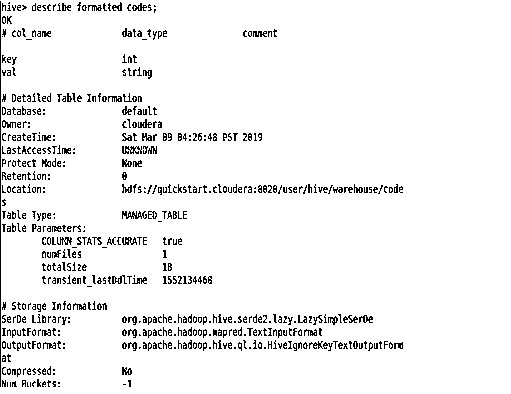 hive> describe formatted codes;
OK
# col_name data_type comment
key int
val string
# Detailed Table Information
Database: default
Owner: cloudera
CreateTime: Sat Mar 09 04:26:48 PST 2019
LastAccessTime: UNKNOWN
Protect Mode: None
Retention: 0
Location: hdfs://quickstart.cloudera:8020/user/hive/warehouse/code
s
Table Type: MANAGED_TABLE
Table Parameters:
COLUMN_STATS_ACCURATE true
numFiles 1
totalSize 18
transient_lastDdlTime 1552134468
# Storage Information
SerDe Library: org.apache.hadoop.hive.serde2.lazy.LazySimpleSerDe
InputFormat: org.apache.hadoop.mapred.TextInputFormat
OutputFormat: org.apache.hadoop.hive.ql.io.HiveIgnoreKeyTextOutputForm
at
Compressed: No
Num Buckets: -1